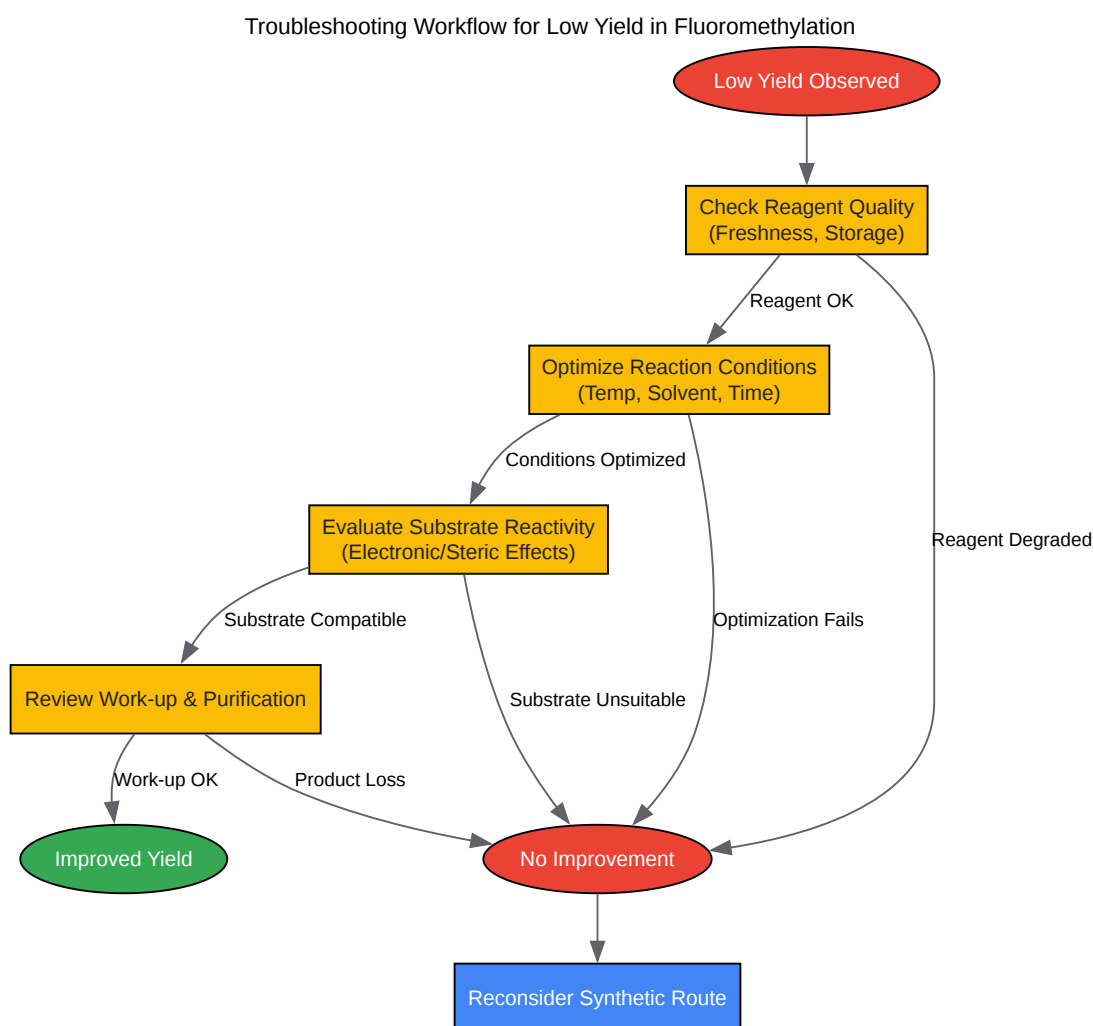 Troubleshooting Workflow for Low Yield in Fluoromethylation
Low Yield Observed
Check Reagent Quality
(Freshness, Storage)
Reagent OK
Optimize Reaction Conditions
(Temp, Solvent, Time)
Conditions Optimized
Evaluate Substrate Reactivity
(Electronic/Steric Effects)
Reagent Degraded
Substrate Compatible
Optimization Fails
Review Work-up & Purification
Substrate Unsuitable
Work-up OK
Product Loss
Improved Yield
No Improvement
Reconsider Synthetic Route